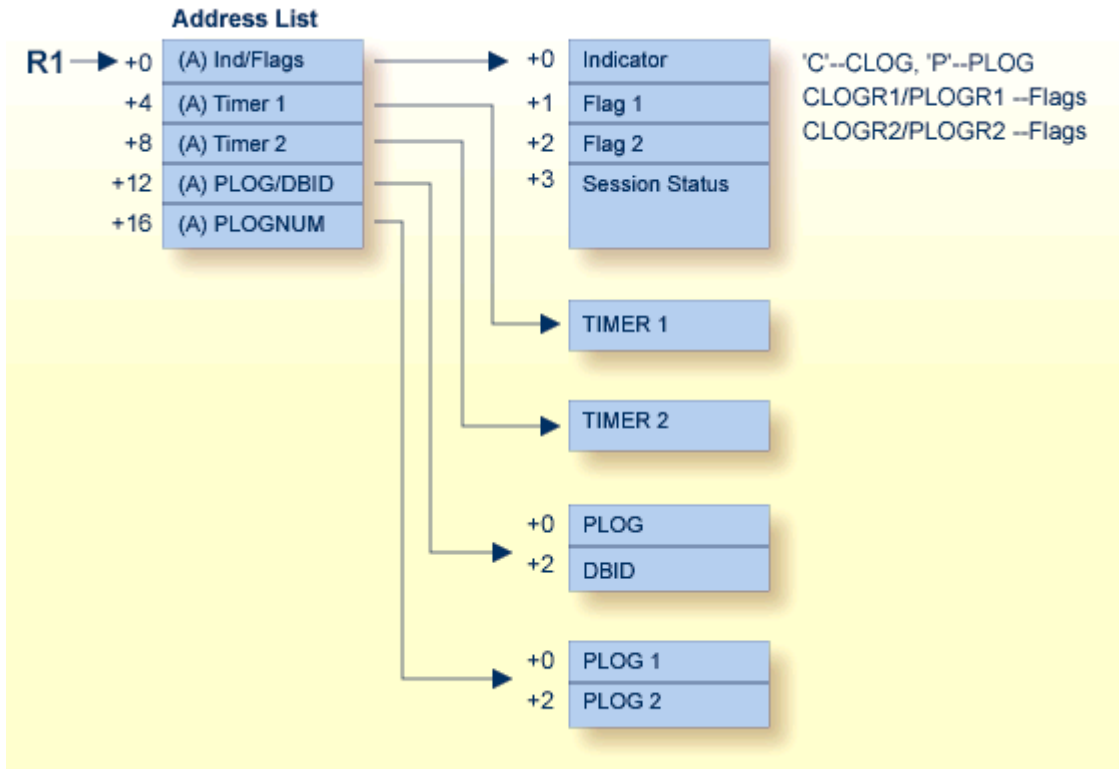 Address List
R1 +0 (A) Ind/Flags +0 Indicator 'C'--CLOG, 'P'--PLOG
+4 (A) Timer 1 +1 Flag 1 CLOGR1/PLOGR1 --Flags
+8 (A) Timer 2 +2 Flag 2 CLOGR2/PLOGR2 --Flags
+12 (A) PLOG/DBID +3 Session Status
+16 (A) PLOGNUM
TIMER 1
TIMER 2
+0 PLOG
+2 DBID
+0 PLOG 1
+2 PLOG 2